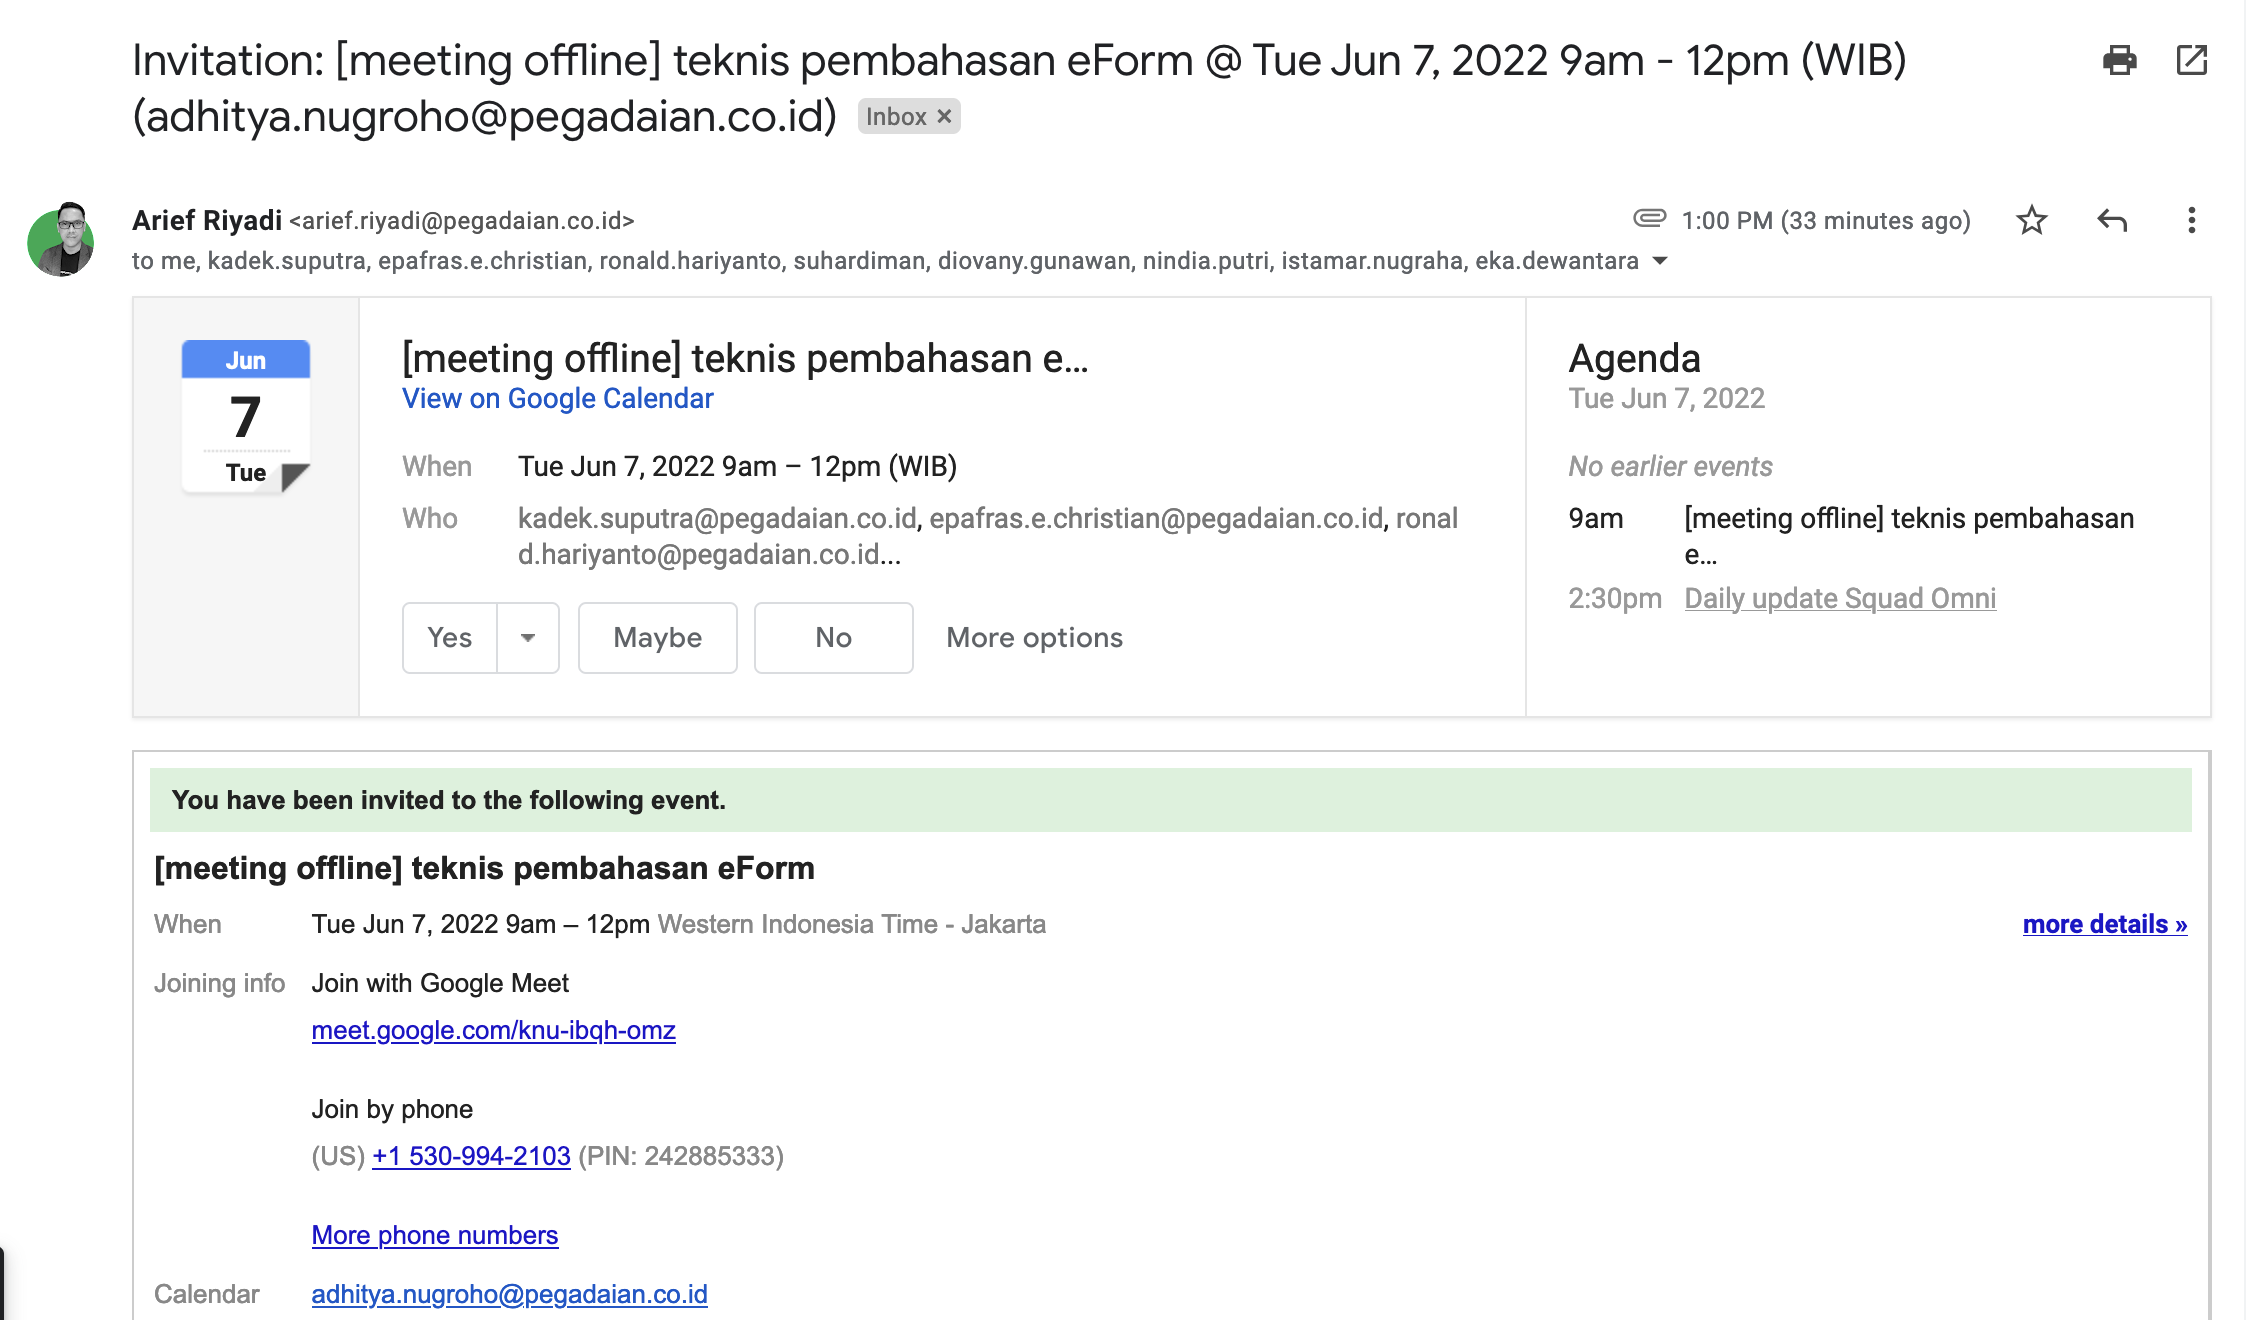 Invitation: [meeting offline] teknis pembahasan eForm @ Tue Jun 7, 2022 9am - 12pm (WIB)
(adhitya.nugroho@pegadaian.co.id) Inbox ×
Arief Riyadi <arief.riyadi@pegadaian.co.id>
1:00 PM (33 minutes ago)
to me, kadek.suputra, epafras.e.christian, ronald.hariyanto, suhardiman, diovany.gunawan, nindia.putri, istamar.nugraha, eka.dewantara
Jun
7
Tue
[meeting offline] teknis pembahasan e...
View on Google Calendar
When Tue Jun 7, 2022 9am – 12pm (WIB)
Who kadek.suputra@pegadaian.co.id, epafras.e.christian@pegadaian.co.id, ronal
d.hariyanto@pegadaian.co.id...
Yes Maybe No More options
Agenda
Tue Jun 7, 2022
No earlier events
9am [meeting offline] teknis pembahasan
e...
2:30pm Daily update Squad Omni
You have been invited to the following event.
[meeting offline] teknis pembahasan eForm
When Tue Jun 7, 2022 9am – 12pm Western Indonesia Time - Jakarta
more details »
Joining info Join with Google Meet
meet.google.com/knu-ibqh-omz
Join by phone
(US) +1 530-994-2103 (PIN: 242885333)
More phone numbers
Calendar adhitya.nugroho@pegadaian.co.id